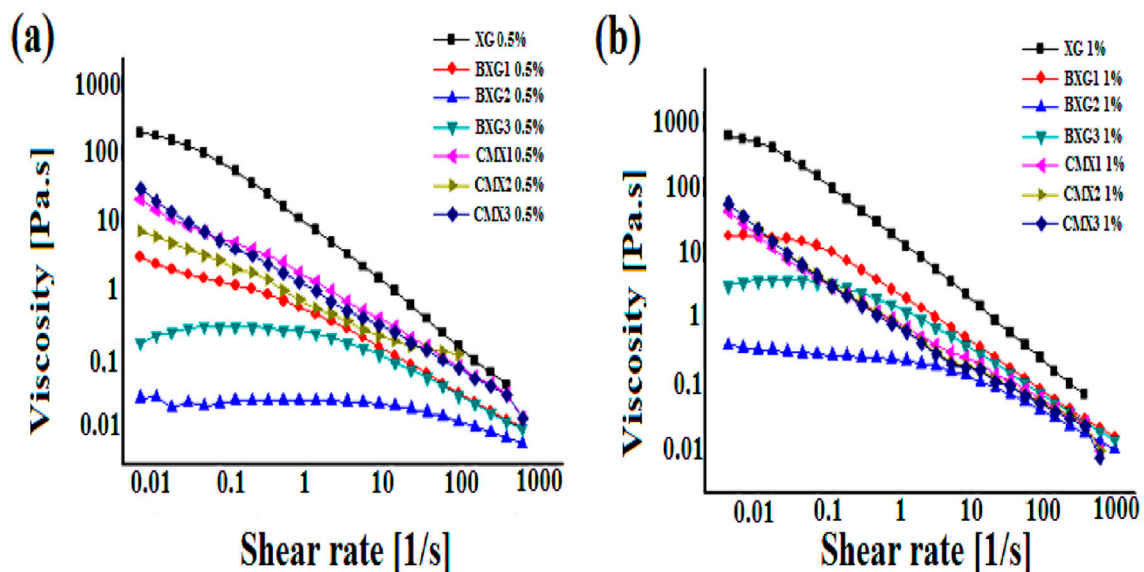 (a)
XG 0.5%
BXG1 0.5%
BXG2 0.5%
BXG3 0.5%
CMX1 0.5%
CMX2 0.5%
CMX3 0.5%
Viscosity [Pa.s]
1000
100
10
1
0.1
0.01
0.01 0.1 1 10 100 1000
Shear rate [1/s]
(b)
XG 1%
BXG1 1%
BXG2 1%
BXG3 1%
CMX1 1%
CMX2 1%
CMX3 1%
Viscosity [Pa.s]
1000
100
10
1
0.1
0.01
0.01 0.1 1 10 100 1000
Shear rate [1/s]